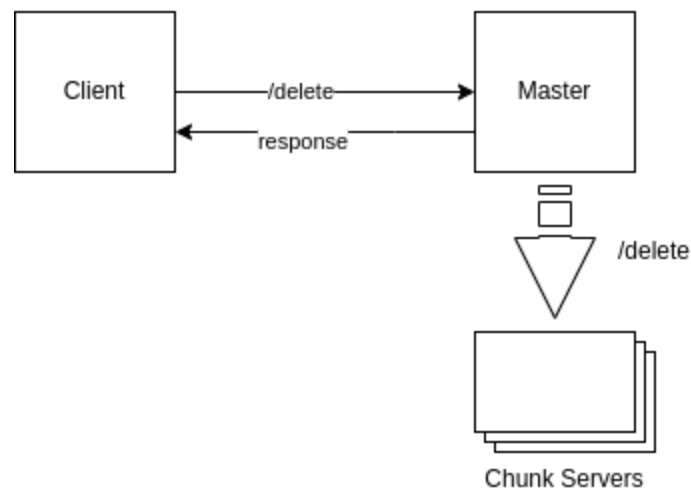 Client
/delete
Master
response
/delete
Chunk Servers